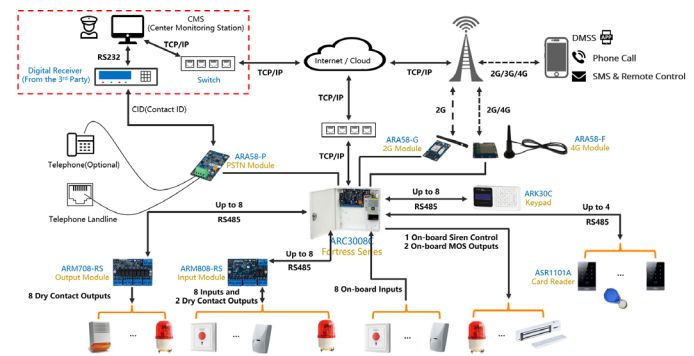 CMS
(Center Monitoring Station)
RS232
TCP/IP
Digital Receiver
(From the 3rd Party)
Switch
TCP/IP
Internet / Cloud
TCP/IP
2G/3G/4G
DMSS
APP
Phone Call
SMS & Remote Control
CID(Contact ID)
TCP/IP
2G
2G/4G
Telephone(Optional)
ARA58-P
PSTN Module
TCP/IP
ARA58-G
2G Module
ARA58-F
4G Module
Telephone Landline
Up to 8
RS485
ARC3008C
Fortress Series
Up to 8
RS485
ARK30C
Keypad
Up to 4
RS485
1 On-board Siren Control
2 On-board MOS Outputs
ARM708-RS
Output Module
ARM808-RS
Input Module
Up to 8
RS485
ASR1101A
Card Reader
...
8 Dry Contact Outputs
8 Inputs and
2 Dry Contact Outputs
8 On-board Inputs
...
...
...
...